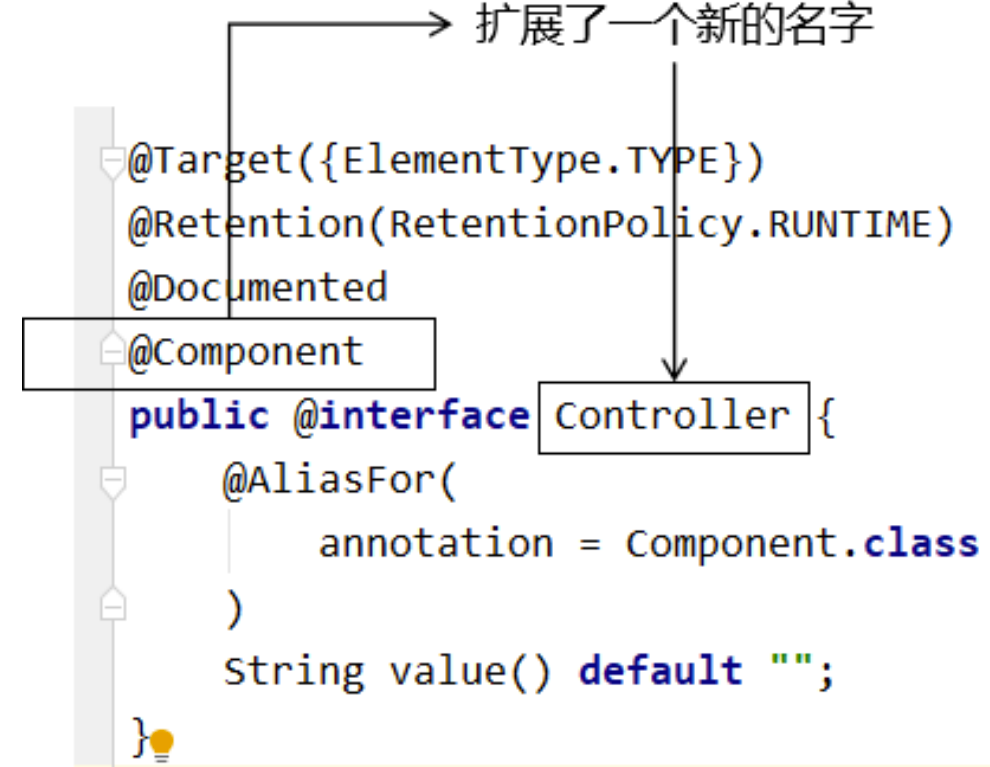 扩展了一个新的名字
@Target({ElementType.TYPE})
@Retention(RetentionPolicy.RUNTIME)
@Documented
@Component
public @interface Controller {
    @AliasFor(
        annotation = Component.class
    )
    String value() default "";
}